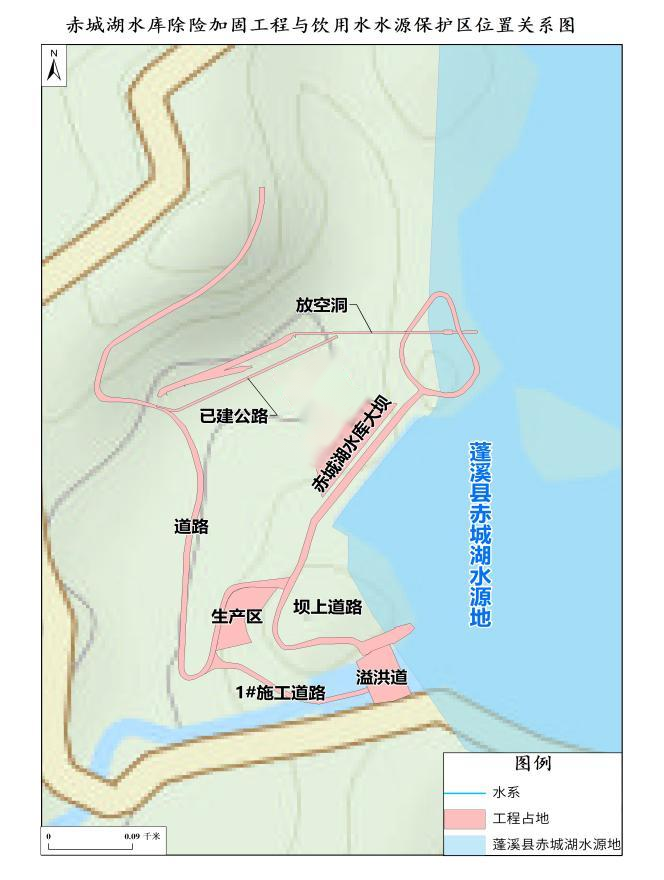 赤城湖水库除险加固工程与饮用水水源保护区位置关系图
N
放空洞
已建公路
赤城湖水库大坝
蓬溪县赤城湖水源地
道路
生产区
坝上道路
溢洪道
1#施工道路
图例
水系
工程占地
蓬溪县赤城湖水源地
0 0.09 千米